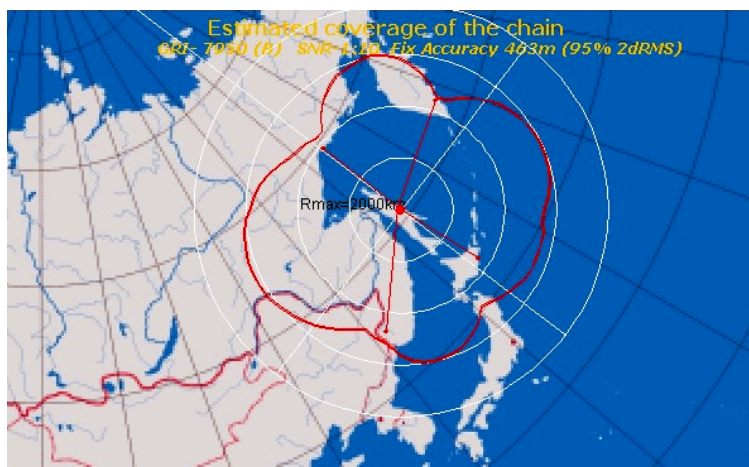 Estimated coverage of the chain
GRI- 7950 (R) SNR-1:10 Fix Accuracy 463m (95% 2dRMS)
Rmax=2000km